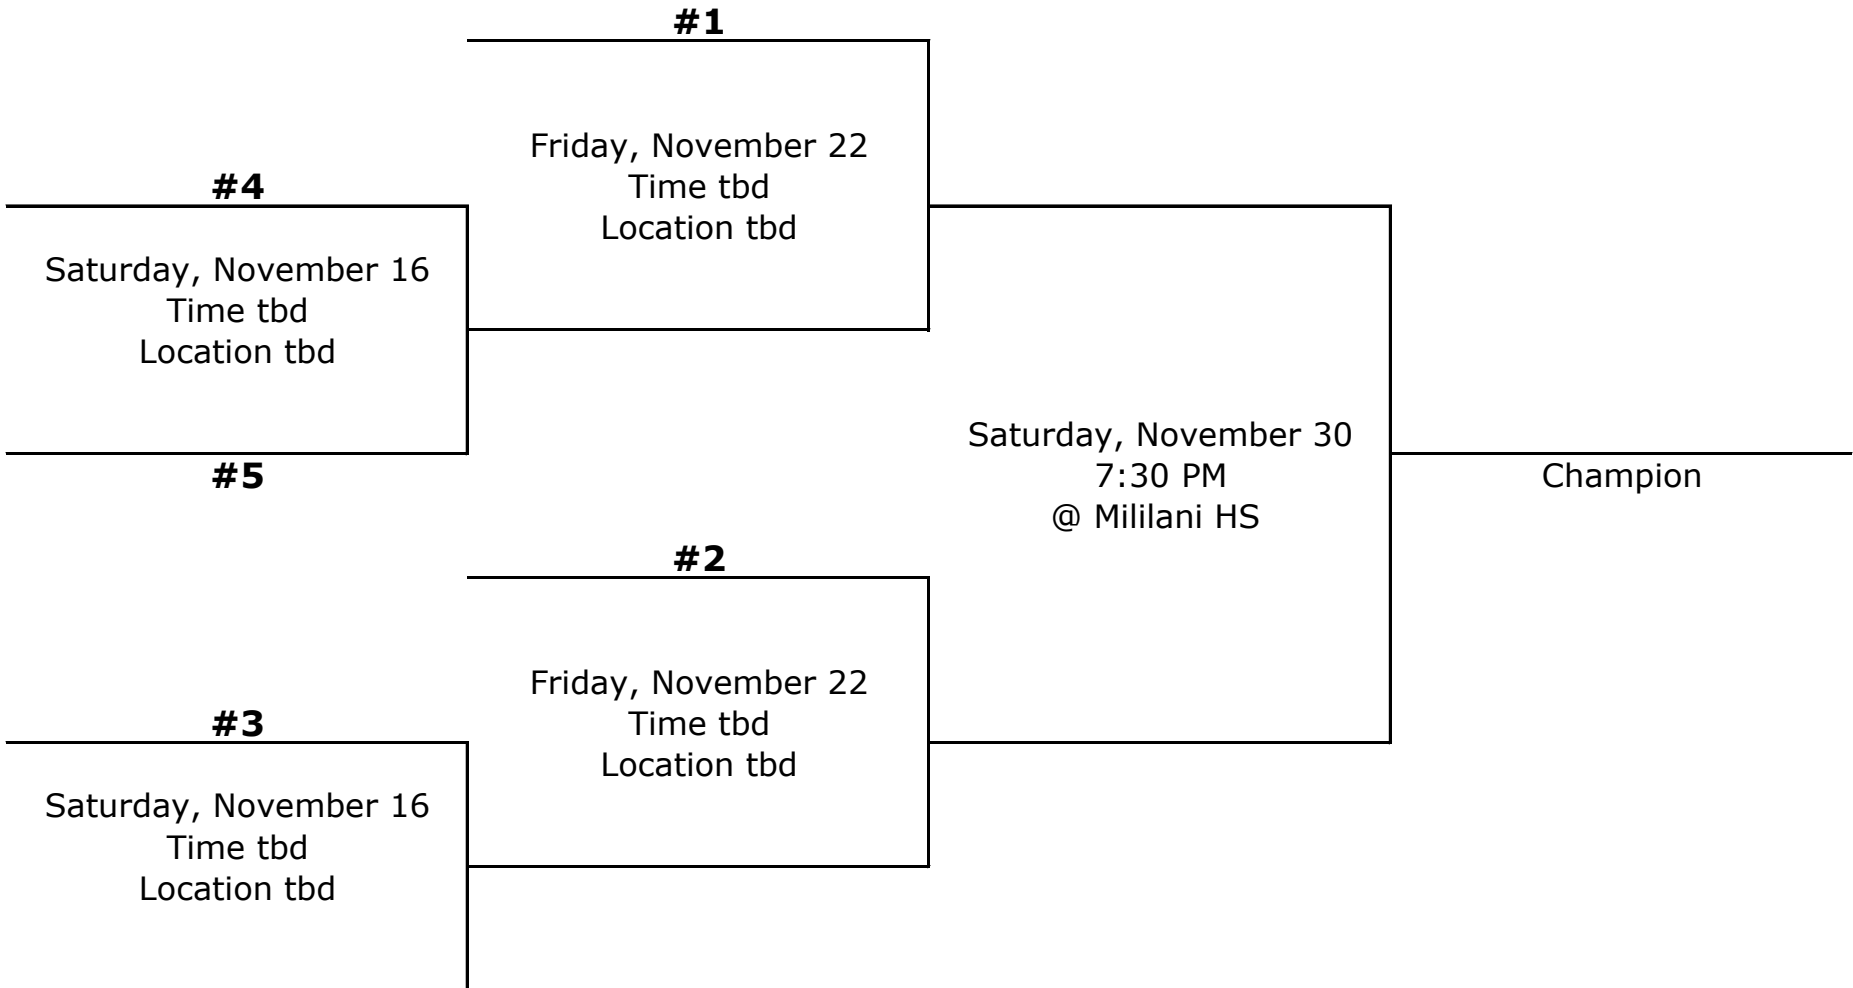 #1
Friday, November 22
Time tbd
Location tbd
#4
Saturday, November 16
Time tbd
Location tbd
#5
Saturday, November 30
7:30 PM
@ Mililani HS
Champion
#2
Friday, November 22
Time tbd
Location tbd
#3
Saturday, November 16
Time tbd
Location tbd